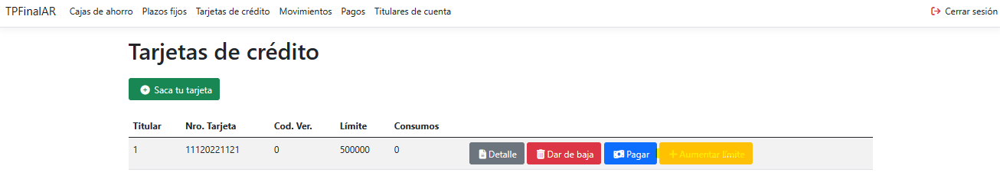 TPFinalAR Cajas de ahorro Plazos fijos Tarjetas de crédito Movimientos Pagos Titulares de cuenta Cerrar sesión
Tarjetas de crédito
Saca tu tarjeta
Titular Nro. Tarjeta Cod. Ver. Límite Consumos
1 11120221121 0 500000 0 Detalle Dar de baja Pagar Aumentar límite